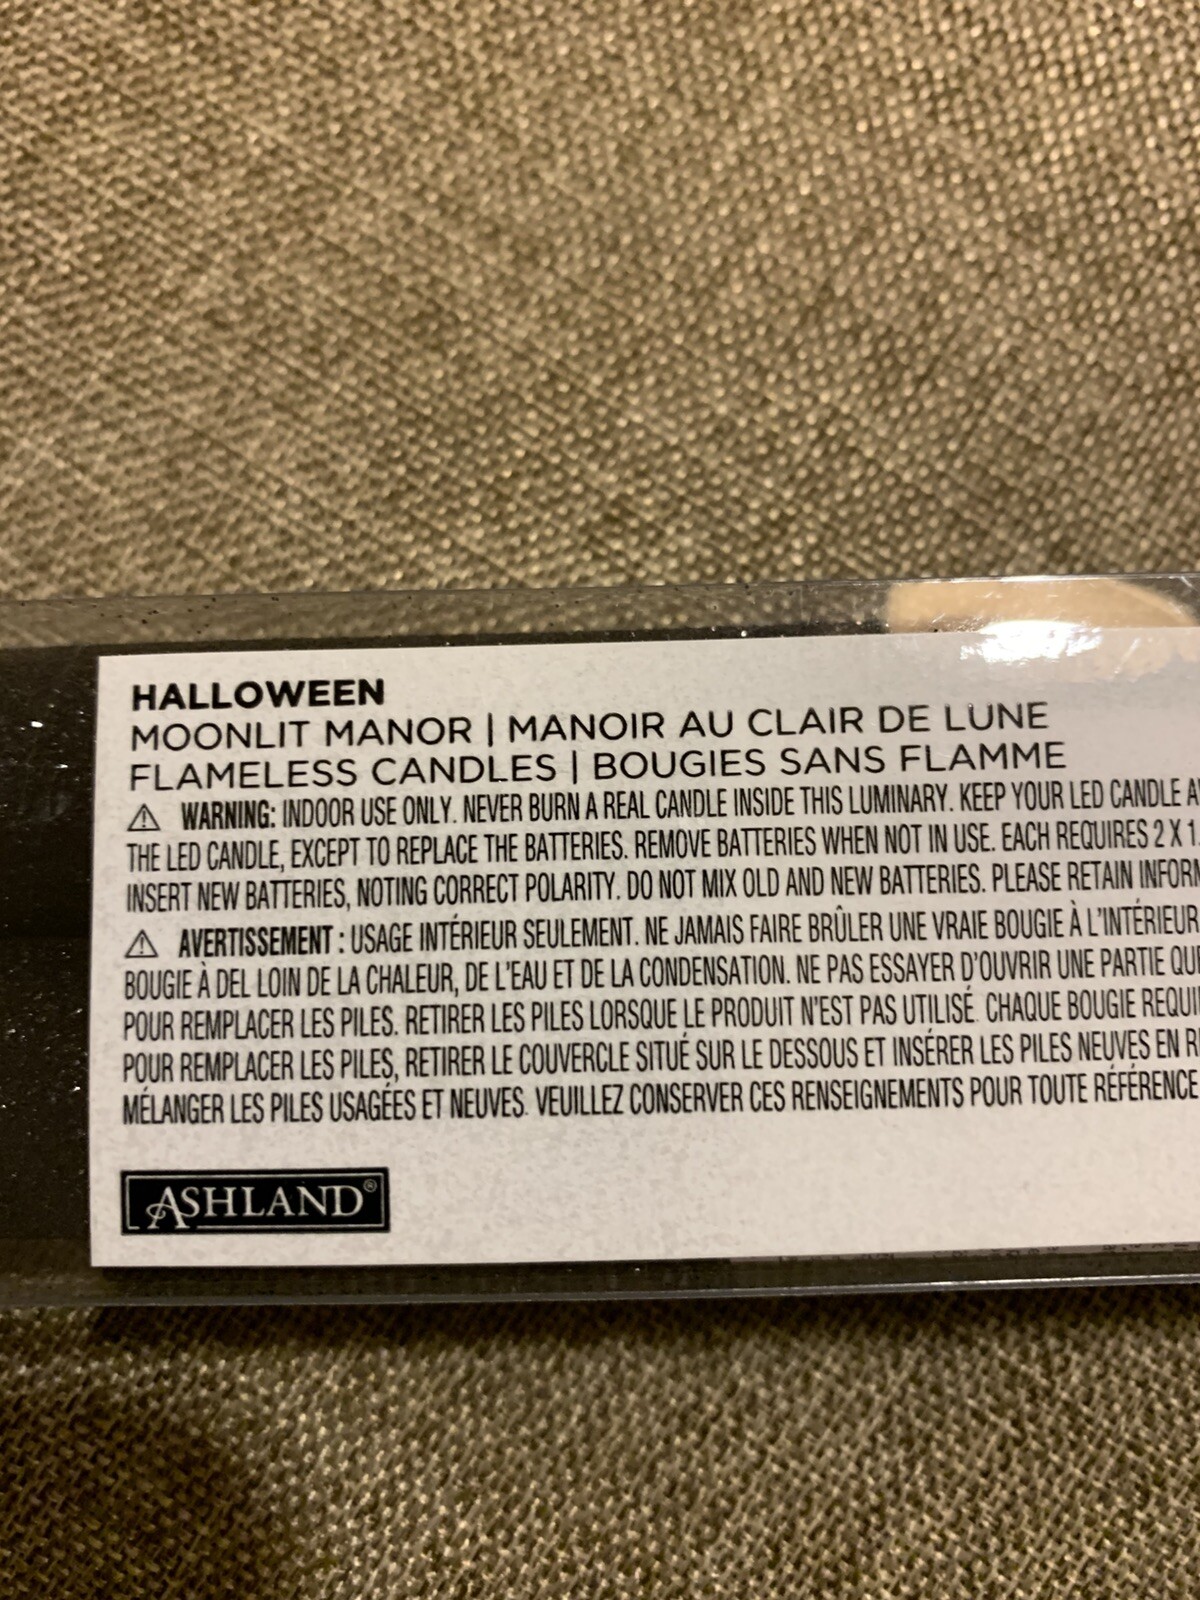 HALLOWEEN
MOONLIT MANOR | MANOIR AU CLAIR DE LUNE
FLAMELESS CANDLES | BOUGIES SANS FLAMME
⚠ WARNING: INDOOR USE ONLY. NEVER BURN A REAL CANDLE INSIDE THIS LUMINARY. KEEP YOUR LED CANDLE
THE LED CANDLE, EXCEPT TO REPLACE THE BATTERIES. REMOVE BATTERIES WHEN NOT IN USE. EACH REQUIRES 2 X 1.
INSERT NEW BATTERIES, NOTING CORRECT POLARITY. DO NOT MIX OLD AND NEW BATTERIES. PLEASE RETAIN
⚠ AVERTISSEMENT : USAGE INTÉRIEUR SEULEMENT. NE JAMAIS FAIRE BRÛLER UNE VRAIE BOUGIE À L'INTÉRIEUR
BOUGIE À DEL LOIN DE LA CHALEUR, DE L'EAU ET DE LA CONDENSATION. NE PAS ESSAYER D'OUVRIR UNE PARTIE
POUR REMPLACER LES PILES. RETIRER LES PILES LORSQUE LE PRODUIT N'EST PAS UTILISÉ. CHAQUE BOUGIE
POUR REMPLACER LES PILES, RETIRER LE COUVERCLE SITUÉ SUR LE DESSOUS ET INSÉRER LES PILES NEUVES EN
MÉLANGER LES PILES USAGÉES ET NEUVES. VEUILLEZ CONSERVER CES RENSEIGNEMENTS POUR TOUTE RÉFÉRENCE
ASHLAND®